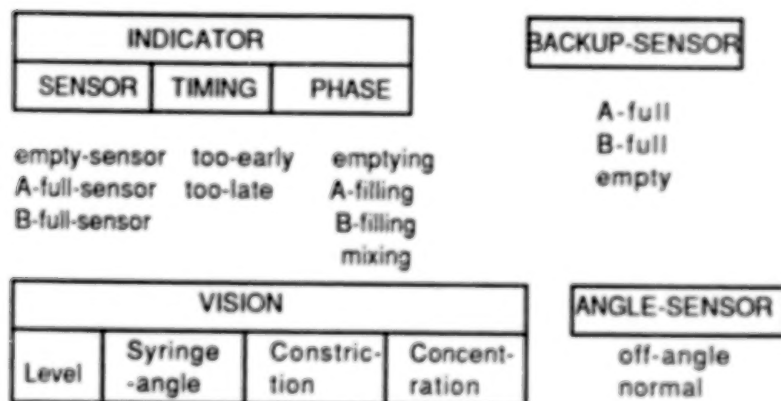 INDICATOR
SENSOR TIMING PHASE
empty-sensor too-early emptying
A-full-sensor too-late A-filling
B-full-sensor B-filling
mixing
BACKUP-SENSOR
A-full
B-full
empty
VISION
Level Syringe -angle Constric- tion Concent- ration
ANGLE-SENSOR
off-angle
normal